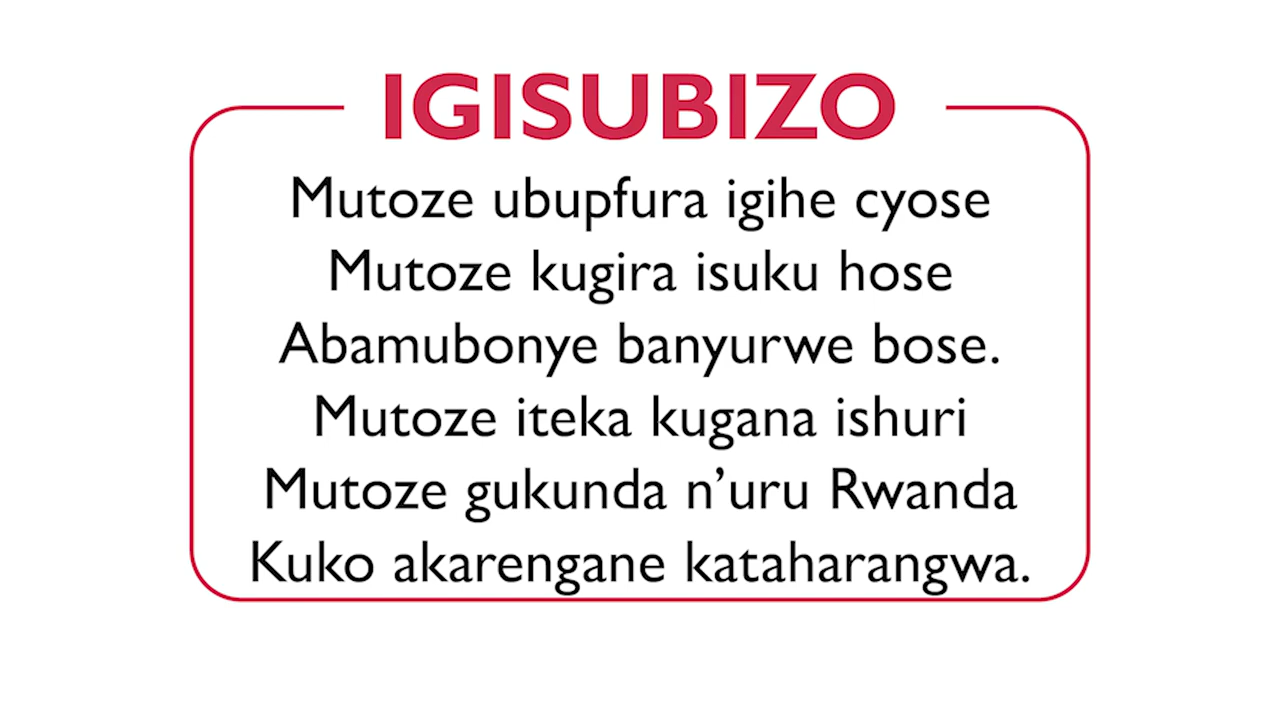 IGISUBIZO
Mutoze ubupfura igihe cyose
Mutoze kugira isuku hose
Abamubonye banyurwe bose.
Mutoze iteka kugana ishuri
Mutoze gukunda n’uru Rwanda
Kuko akarengane kataharangwa.